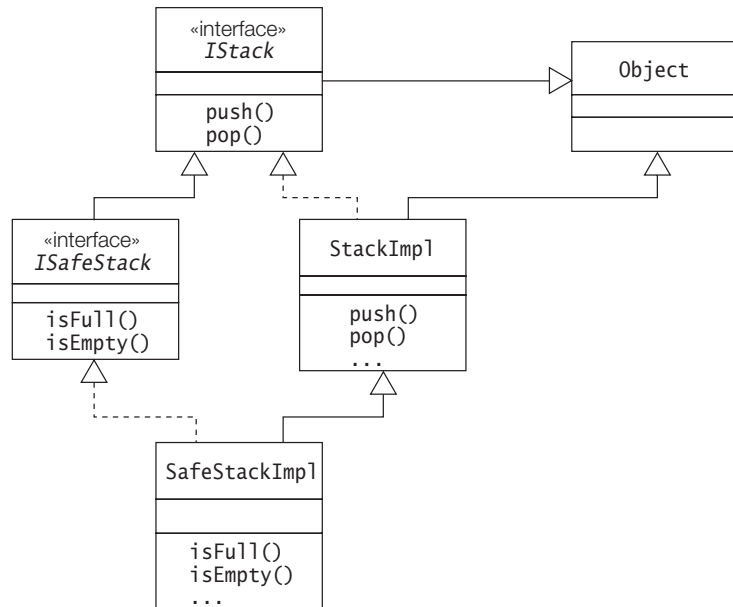 «interface»
IStack
push()
pop()
Object
«interface»
ISafeStack
isFull()
isEmpty()
StackImpl
push()
pop()
...
SafeStackImpl
isFull()
isEmpty()
...